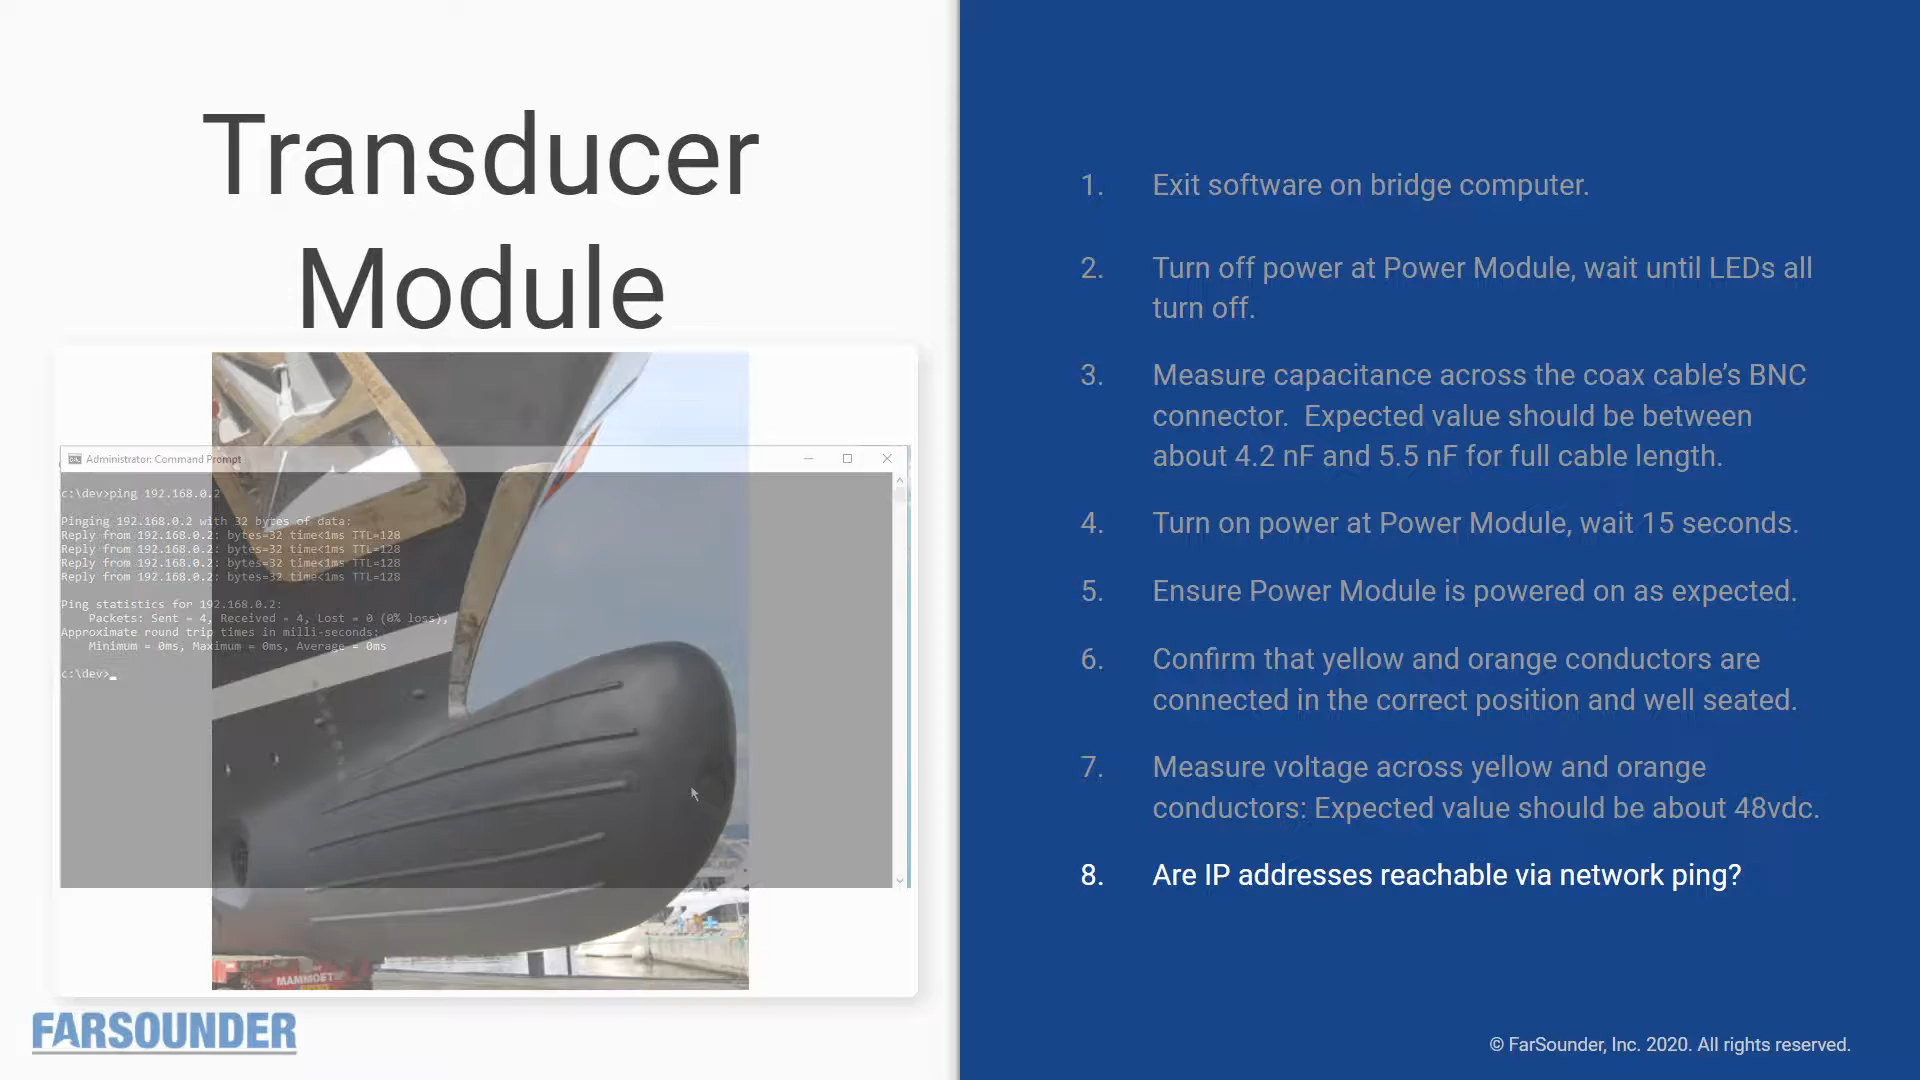 Transducer
Module
Administrator: Command Prompt
c:\dev>ping 192.168.0.2
Pinging 192.168.0.2 with 32 bytes of data:
Reply from 192.168.0.2: bytes=32 time<1ms TTL=128
Reply from 192.168.0.2: bytes=32 time<1ms TTL=128
Reply from 192.168.0.2: bytes=32 time<1ms TTL=128
Reply from 192.168.0.2: bytes=32 time<1ms TTL=128
Ping statistics for 192.168.0.2:
Packets: Sent = 4, Received = 4, Lost = 0 (0% loss),
Approximate round trip times in milli-seconds:
Minimum = 0ms, Maximum = 0ms, Average = 0ms
c:\dev>
MAMMOET
FARSOUNDER
1. Exit software on bridge computer.
2. Turn off power at Power Module, wait until LEDs all
turn off.
3. Measure capacitance across the coax cable’s BNC
connector. Expected value should be between
about 4.2 nF and 5.5 nF for full cable length.
4. Turn on power at Power Module, wait 15 seconds.
5. Ensure Power Module is powered on as expected.
6. Confirm that yellow and orange conductors are
connected in the correct position and well seated.
7. Measure voltage across yellow and orange
conductors: Expected value should be about 48vdc.
8. Are IP addresses reachable via network ping?
© FarSounder, Inc. 2020. All rights reserved.